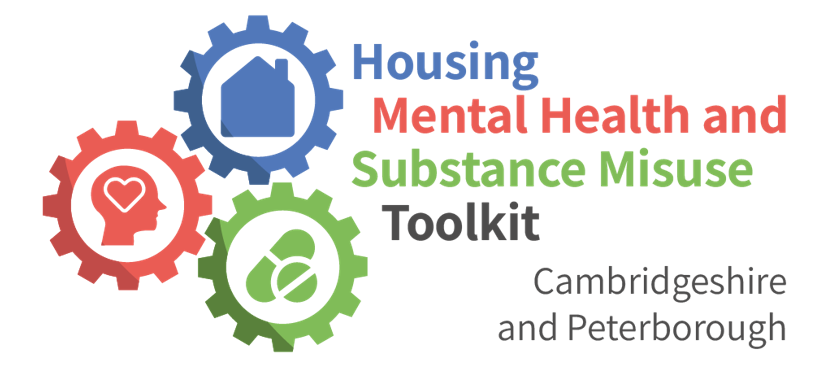 Housing
Mental Health and
Substance Misuse
Toolkit
Cambridgeshire
and Peterborough